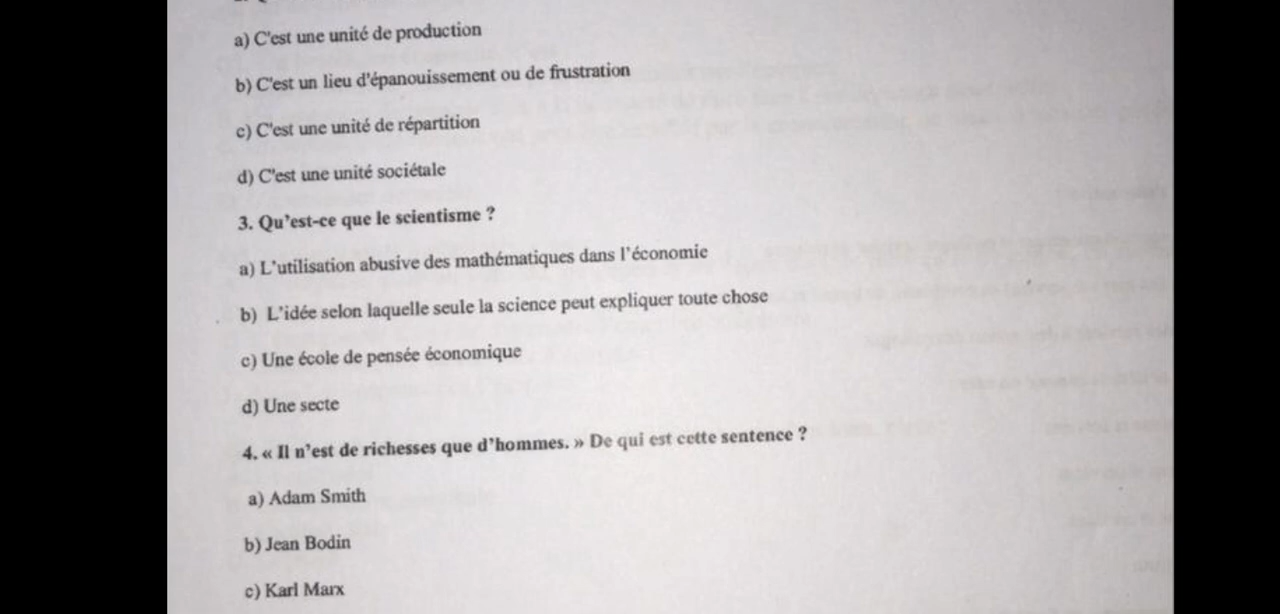 a) C'est une unité de production
b) C'est un lieu d'épanouissement ou de frustration
c) C'est une unité de répartition
d) C'est une unité sociétale
3. Qu'est-ce que le scientisme ?
a) L'utilisation abusive des mathématiques dans l'économie
b) L'idée selon laquelle seule la science peut expliquer toute chose
c) Une école de pensée économique
d) Une secte
4. « Il n'est de richesses que d'hommes. » De qui est cette sentence ?
a) Adam Smith
b) Jean Bodin
c) Karl Marx